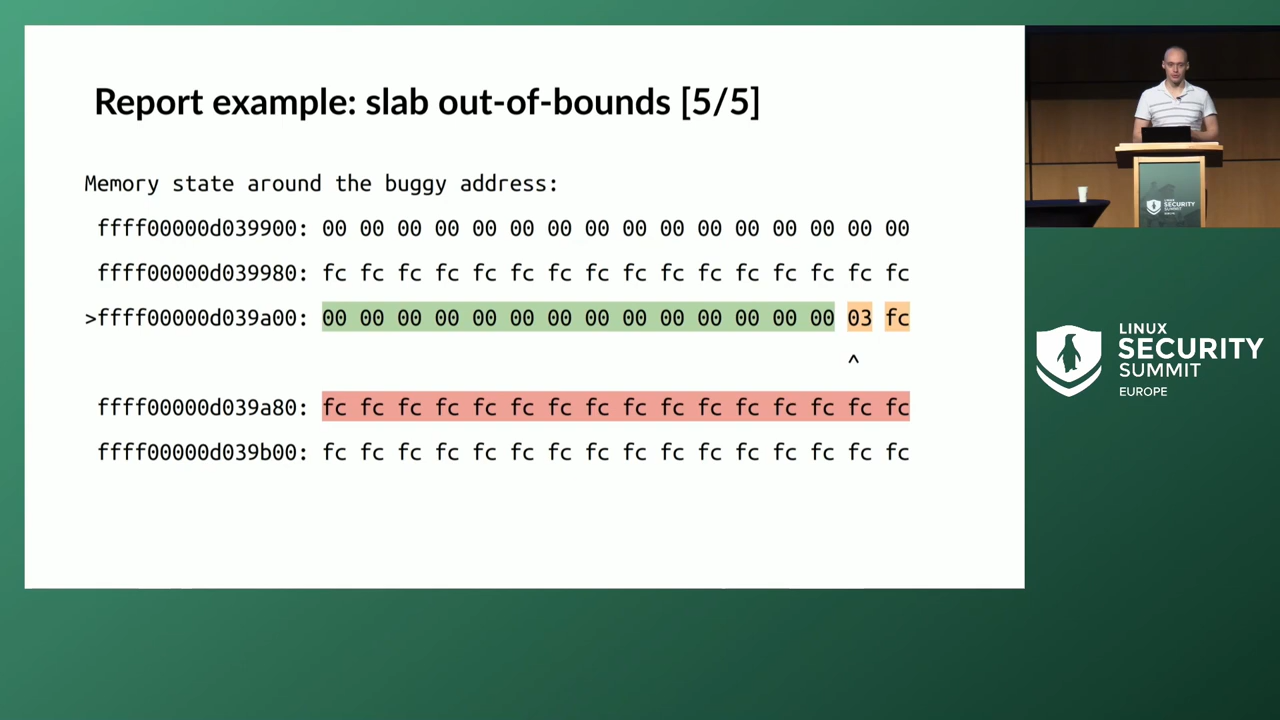 Report example: slab out-of-bounds [5/5]
Memory state around the buggy address:
ffff00000d039900: 00 00 00 00 00 00 00 00 00 00 00 00 00 00 00 00
ffff00000d039980: fc fc fc fc fc fc fc fc fc fc fc fc fc fc fc fc
>ffff00000d039a00: 00 00 00 00 00 00 00 00 00 00 00 00 00 00 03 fc
^
ffff00000d039a80: fc fc fc fc fc fc fc fc fc fc fc fc fc fc fc fc
ffff00000d039b00: fc fc fc fc fc fc fc fc fc fc fc fc fc fc fc fc
LINUX
SECURITY
SUMMIT
LINUX
SECURITY
SUMMIT
EUROPE